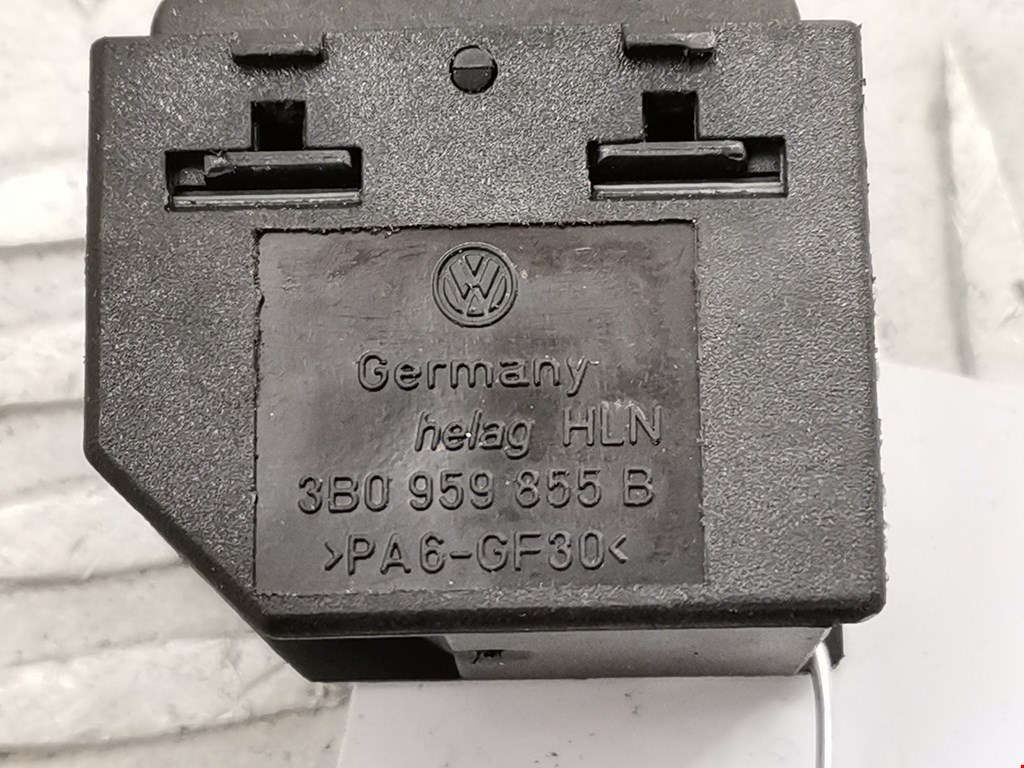 Germany
helag HLN
3B0 959 855 B
>PA6-GF30<